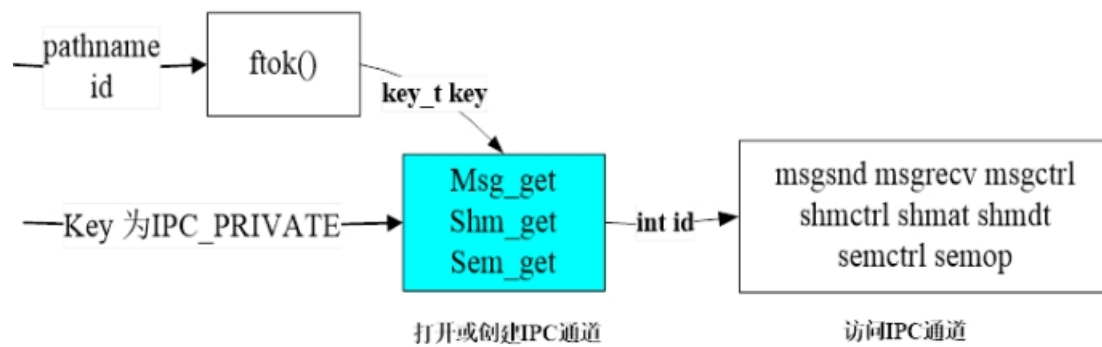 pathname
id
ftok()
key_t key
Key 为IPC_PRIVATE
Msg_get
Shm_get
Sem_get
int id
msgsnd msgrecv msgctrl
shmctrl shmat shmdt
semctrl semop
打开或创建IPC通道
访问IPC通道